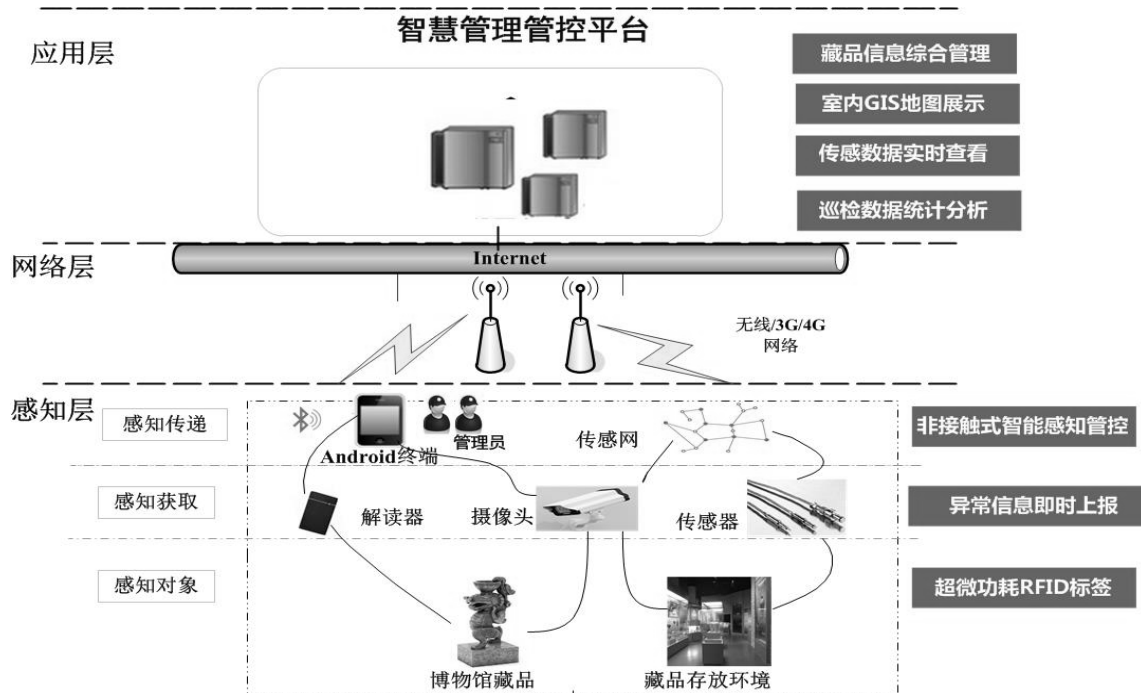 智慧管理管控平台
应用层
藏品信息综合管理
室内GIS地图展示
传感数据实时查看
巡检数据统计分析
网络层
Internet
无线/3G/4G
网络
感知层
感知传递
Android终端
管理员
传感网
非接触式智能感知管控
感知获取
解读器
摄像头
传感器
异常信息即时上报
感知对象
超微功耗RFID标签
博物馆藏品
藏品存放环境